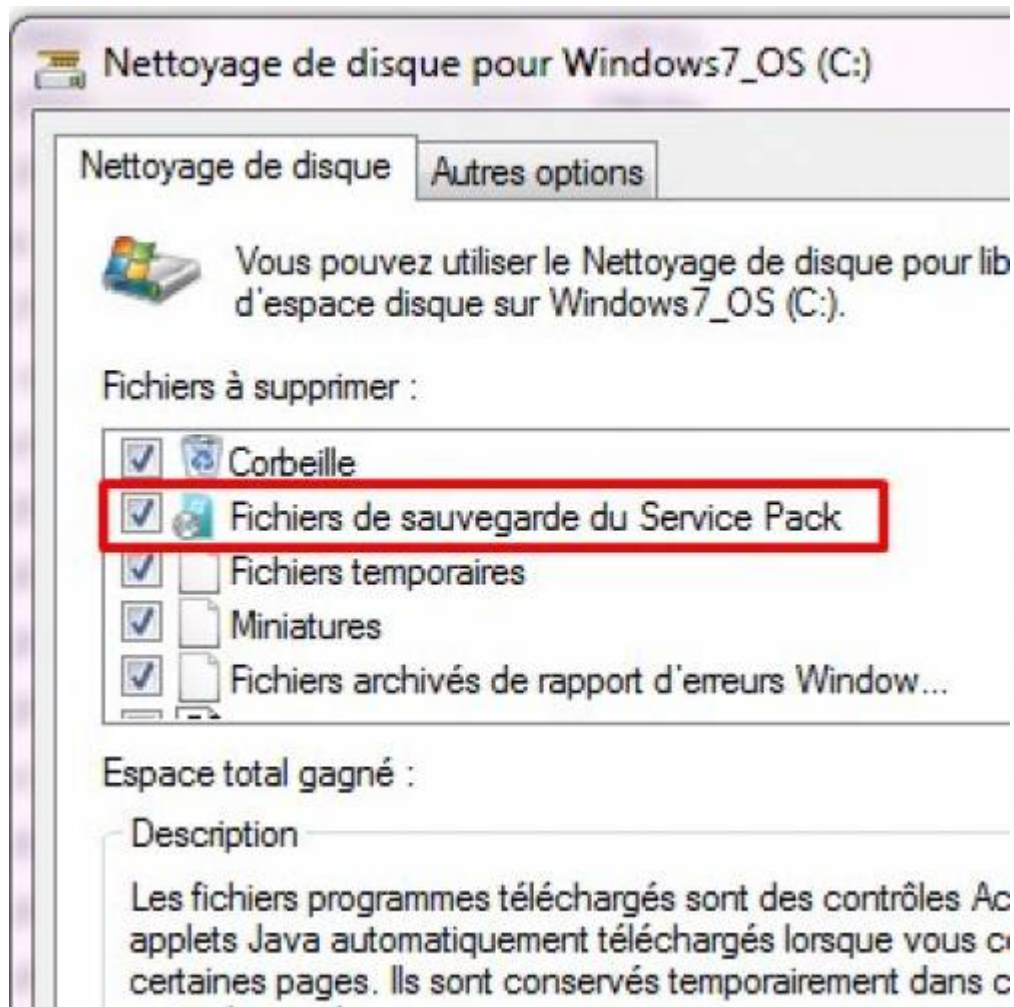 Nettoyage de disque pour Windows7_OS (C:)
Nettoyage de disque
Autres options
Vous pouvez utiliser le Nettoyage de disque pour lib
d'espace disque sur Windows7_OS (C:).
Fichiers à supprimer :
Corbeille
Fichiers de sauvegarde du Service Pack
Fichiers temporaires
Miniatures
Fichiers archivés de rapport d'erreurs Window...
Espace total gagné :
Description
Les fichiers programmes téléchargés sont des contrôles Ac
applets Java automatiquement téléchargés lorsque vous c
certaines pages. Ils sont conservés temporairement dans c